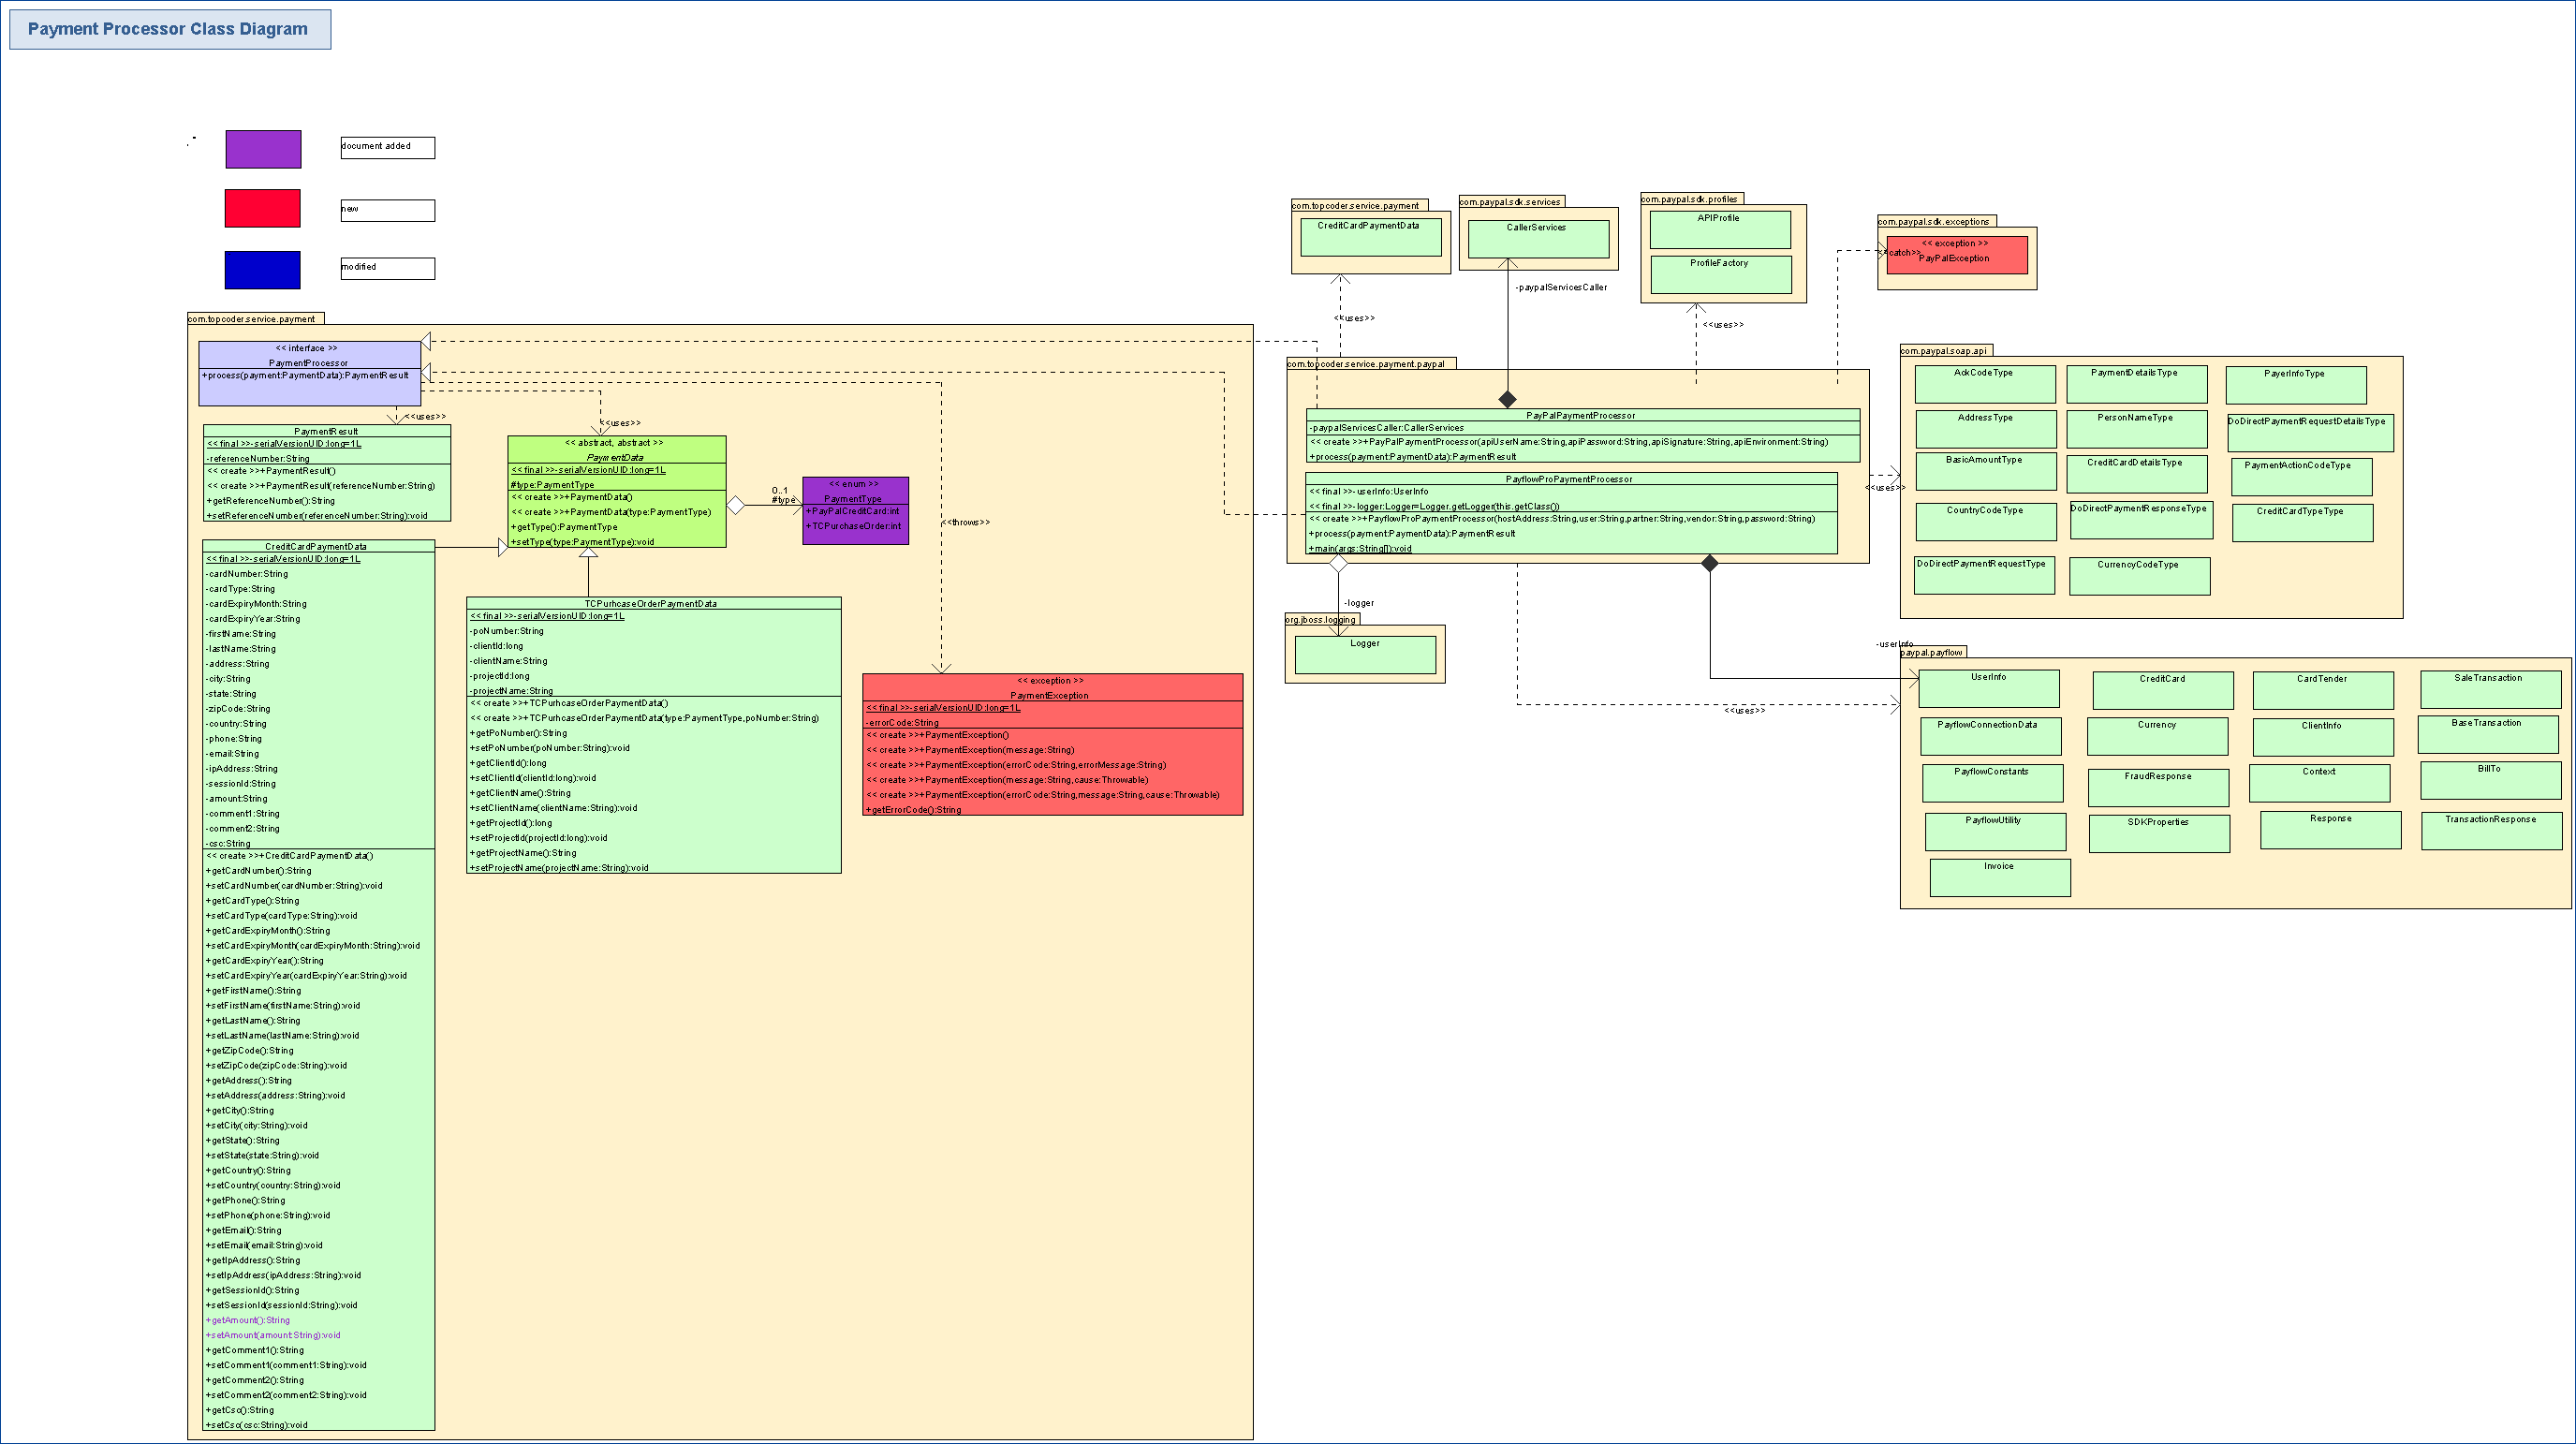 Payment Processor Class Diagram
document added
new
modified
com.topcoder.service.payment
<< interface >>
PaymentProcessor
+process(payment:PaymentData):PaymentResult
<<uses>>
<<uses>>
<<throws>>
PaymentResult
<< final >>-serialVersionUID:long=1L
-referenceNumber:String
<< create >>+PaymentResult()
<< create >>+PaymentResult(referenceNumber:String)
+getReferenceNumber():String
+setReferenceNumber(referenceNumber:String):void
<< abstract, abstract >>
PaymentData
<< final >>-serialVersionUID:long=1L
#type:PaymentType
<< create >>+PaymentData()
<< create >>+PaymentData(type:PaymentType)
+getType():PaymentType
+setType(type:PaymentType):void
0..1
#type
<< enum >>
PaymentType
+PayPalCreditCard:int
+TCPurchaseOrder:int
CreditCardPaymentData
<< final >>-serialVersionUID:long=1L
-cardNumber:String
-cardType:String
-cardExpiryMonth:String
-cardExpiryYear:String
-firstName:String
-lastName:String
-address:String
-city:String
-state:String
-zipCode:String
-country:String
-phone:String
-email:String
-ipAddress:String
-sessionId:String
-amount:String
-comment1:String
-comment2:String
-csc:String
<< create >>+CreditCardPaymentData()
+getCardNumber():String
+setCardNumber(cardNumber:String):void
+getCardType():String
+setCardType(cardType:String):void
+getCardExpiryMonth():String
+setCardExpiryMonth(cardExpiryMonth:String):void
+getCardExpiryYear():String
+setCardExpiryYear(cardExpiryYear:String):void
+getFirstName():String
+setFirstName(firstName:String):void
+getLastName():String
+setLastName(lastName:String):void
+getZipCode():String
+setZipCode(zipCode:String):void
+getAddress():String
+setAddress(address:String):void
+getCity():String
+setCity(city:String):void
+getState():String
+setState(state:String):void
+getCountry():String
+setCountry(country:String):void
+getPhone():String
+setPhone(phone:String):void
+getEmail():String
+setEmail(email:String):void
+getIpAddress():String
+setIpAddress(ipAddress:String):void
+getSessionId():String
+setSessionId(sessionId:String):void
+getAmount():String
+setAmount(amount:String):void
+getComment1():String
+setComment1(comment1:String):void
+getComment2():String
+setComment2(comment2:String):void
+getCsc():String
+setCsc(csc:String):void
TCPurhcaseOrderPaymentData
<< final >>-serialVersionUID:long=1L
-poNumber:String
-clientId:long
-clientName:String
-projectId:long
-projectName:String
<< create >>+TCPurhcaseOrderPaymentData()
<< create >>+TCPurhcaseOrderPaymentData(type:PaymentType,poNumber:String)
+getPoNumber():String
+setPoNumber(poNumber:String):void
+getClientId():long
+setClientId(clientId:long):void
+getClientName():String
+setClientName(clientName:String):void
+getProjectId():long
+setProjectId(projectId:long):void
+getProjectName():String
+setProjectName(projectName:String):void
<< exception >>
PaymentException
<< final >>-serialVersionUID:long=1L
-errorCode:String
<< create >>+PaymentException()
<< create >>+PaymentException(message:String)
<< create >>+PaymentException(errorCode:String,errorMessage:String)
<< create >>+PaymentException(message:String,cause:Throwable)
<< create >>+PaymentException(errorCode:String,message:String,cause:Throwable)
+getErrorCode():String
com.topcoder.service.payment
CreditCardPaymentData
<<uses>>
com.paypal.sdk.services
CallerServices
-paypalServicesCaller
com.paypal.sdk.profiles
APIProfile
ProfileFactory
<<uses>>
com.paypal.sdk.exceptions
<< exception >>
PayPalException
catch>>
com.topcoder.service.payment.paypal
PayPalPaymentProcessor
-paypalServicesCaller:CallerServices
<< create >>+PayPalPaymentProcessor(apiUserName:String,apiPassword:String,apiSignature:String,apiEnvironment:String)
+process(payment:PaymentData):PaymentResult
PayflowProPaymentProcessor
<< final >>-userInfo:UserInfo
<< final >>-logger:Logger=Logger.getLogger(this.getClass())
<< create >>+PayflowProPaymentProcessor(hostAddress:String,user:String,partner:String,vendor:String,password:String)
+process(payment:PaymentData):PaymentResult
+main(args:String[]):void
<<uses>>
-logger
org.jboss.logging
Logger
<<uses>>
-userInfo
com.paypal.soap.api
AckCodeType
PaymentDetailsType
PayerInfoType
AddressType
PersonNameType
DoDirectPaymentRequestDetailsType
BasicAmountType
CreditCardDetailsType
PaymentActionCodeType
CountryCodeType
DoDirectPaymentResponseType
CreditCardTypeType
DoDirectPaymentRequestType
CurrencyCodeType
paypal.payflow
UserInfo
CreditCard
CardTender
SaleTransaction
PayflowConnectionData
Currency
ClientInfo
BaseTransaction
PayflowConstants
FraudResponse
Context
BillTo
PayflowUtility
SDKProperties
Response
TransactionResponse
Invoice